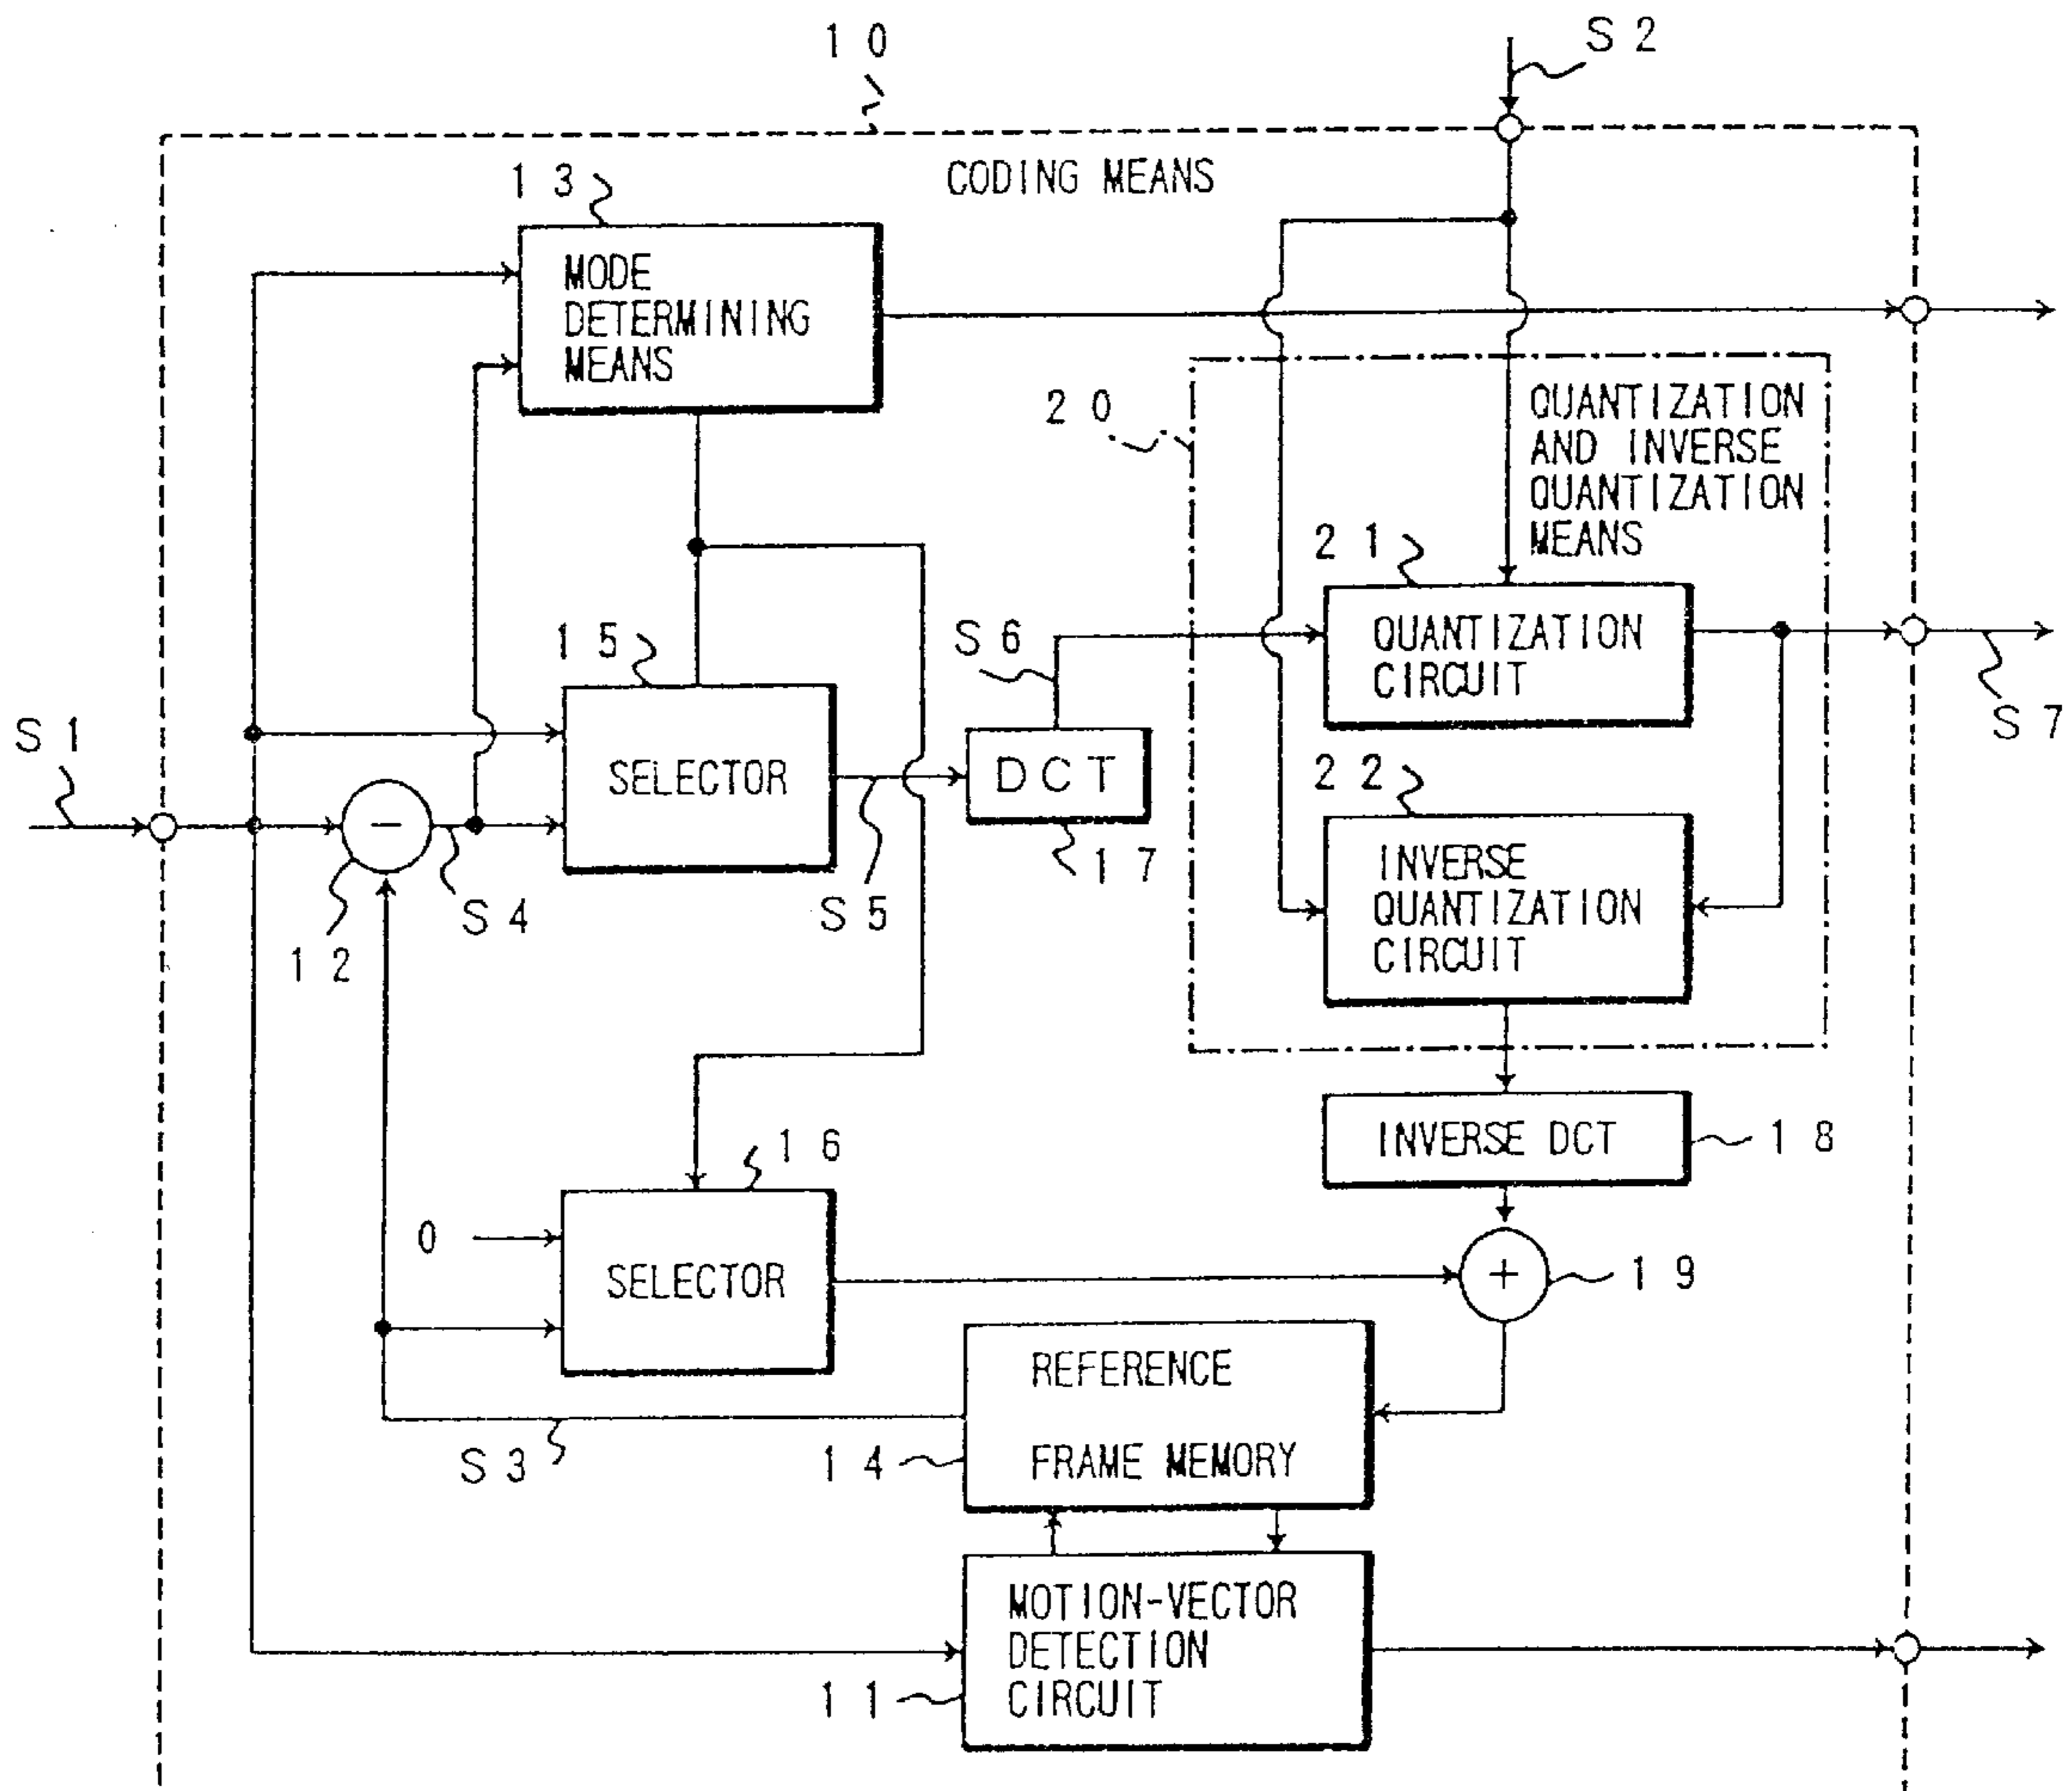 10
S2
CODING MEANS
13
MODE
DETERMINING
MEANS
20
QUANTIZATION
AND INVERSE
QUANTIZATION
MEANS
21
QUANTIZATION
CIRCUIT
S6
15
SELECTOR
DCT
17
S7
S1
−
12
S4
S5
22
INVERSE
QUANTIZATION
CIRCUIT
INVERSE DCT
18
16
0
SELECTOR
+
19
REFERENCE
FRAME MEMORY
14
S3
MOTION-VECTOR
DETECTION
CIRCUIT
11